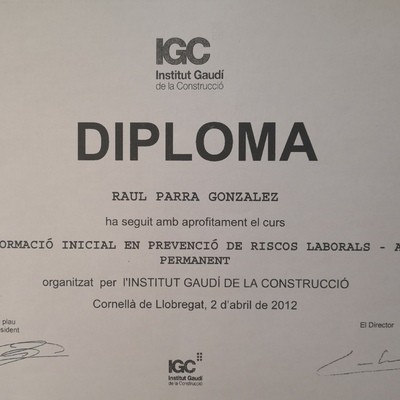 IGC
Institut Gaudí
de la Construcció
DIPLOMA
RAUL PARRA GONZALEZ
ha seguit amb aprofitament el curs
ORMACIÓ INICIAL EN PREVENCIÓ DE RISCOS LABORALS - A
PERMANENT
organitzat per l'INSTITUT GAUDÍ DE LA CONSTRUCCIÓ
Cornellà de Llobregat, 2 d'abril de 2012
plau
sident
El Director
IGC
Institut Gaudí
de la Construcció